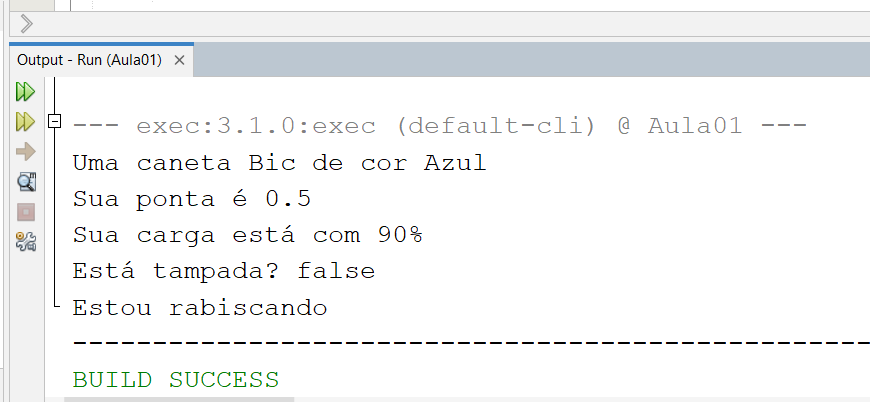 Output - Run (Aula01) ×
--- exec:3.1.0:exec (default-cli) @ Aula01 ---
Uma caneta Bic de cor Azul
Sua ponta é 0.5
Sua carga está com 90%
Está tampada? false
Estou rabiscando
------------------------------------------------
BUILD SUCCESS